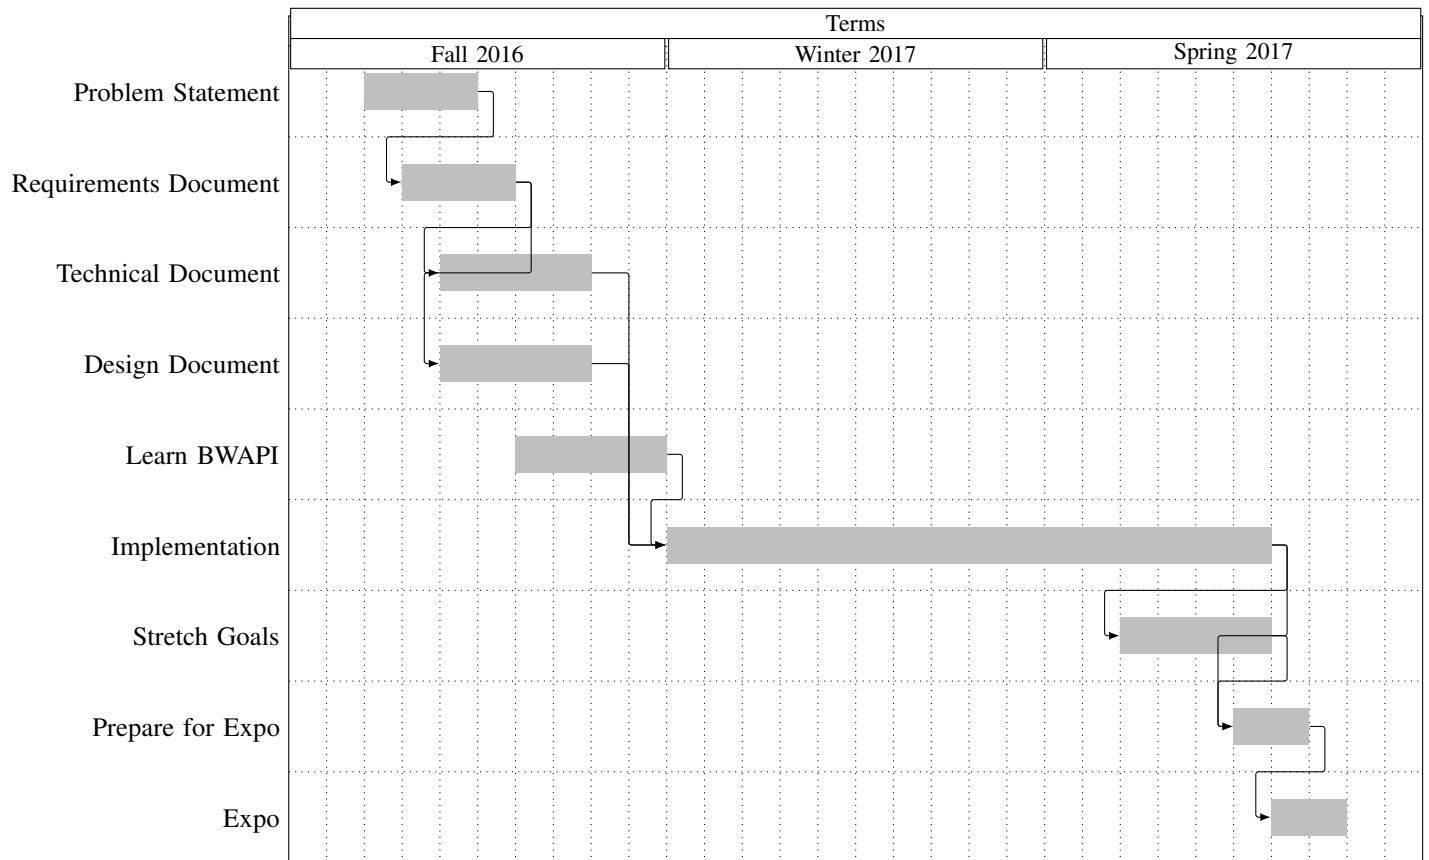 Terms
Fall 2016
Winter 2017
Spring 2017
Problem Statement
Requirements Document
Technical Document
Design Document
Learn BWAPI
Implementation
Stretch Goals
Prepare for Expo
Expo